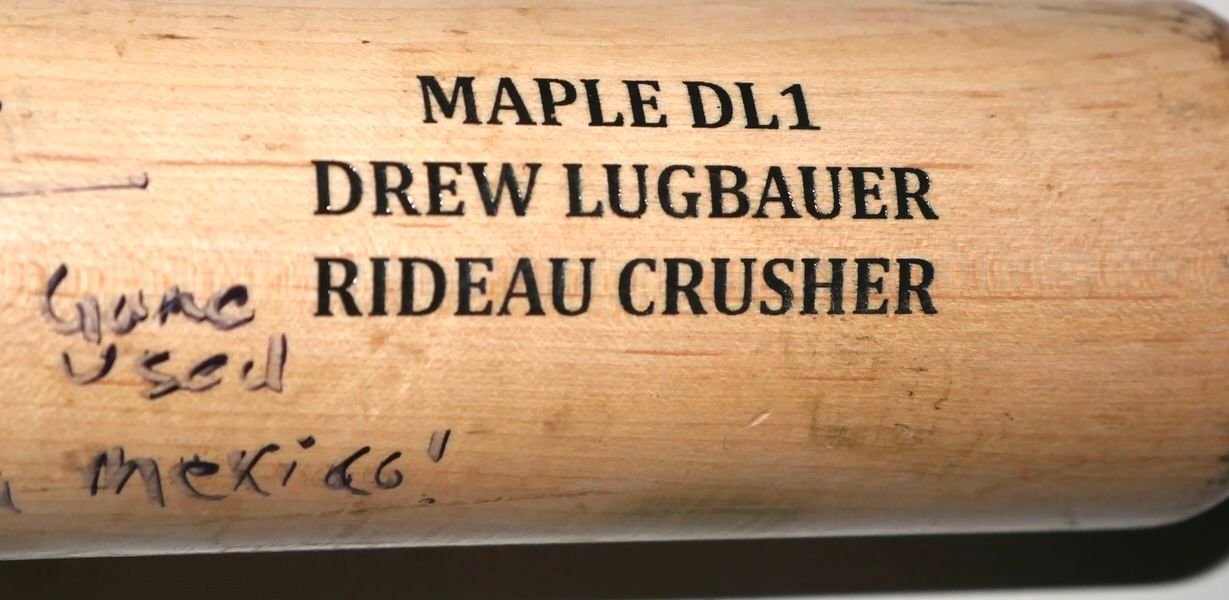 MAPLE DL1
DREW LUGBAUER
RIDEAU CRUSHER
Game
used
mexico!